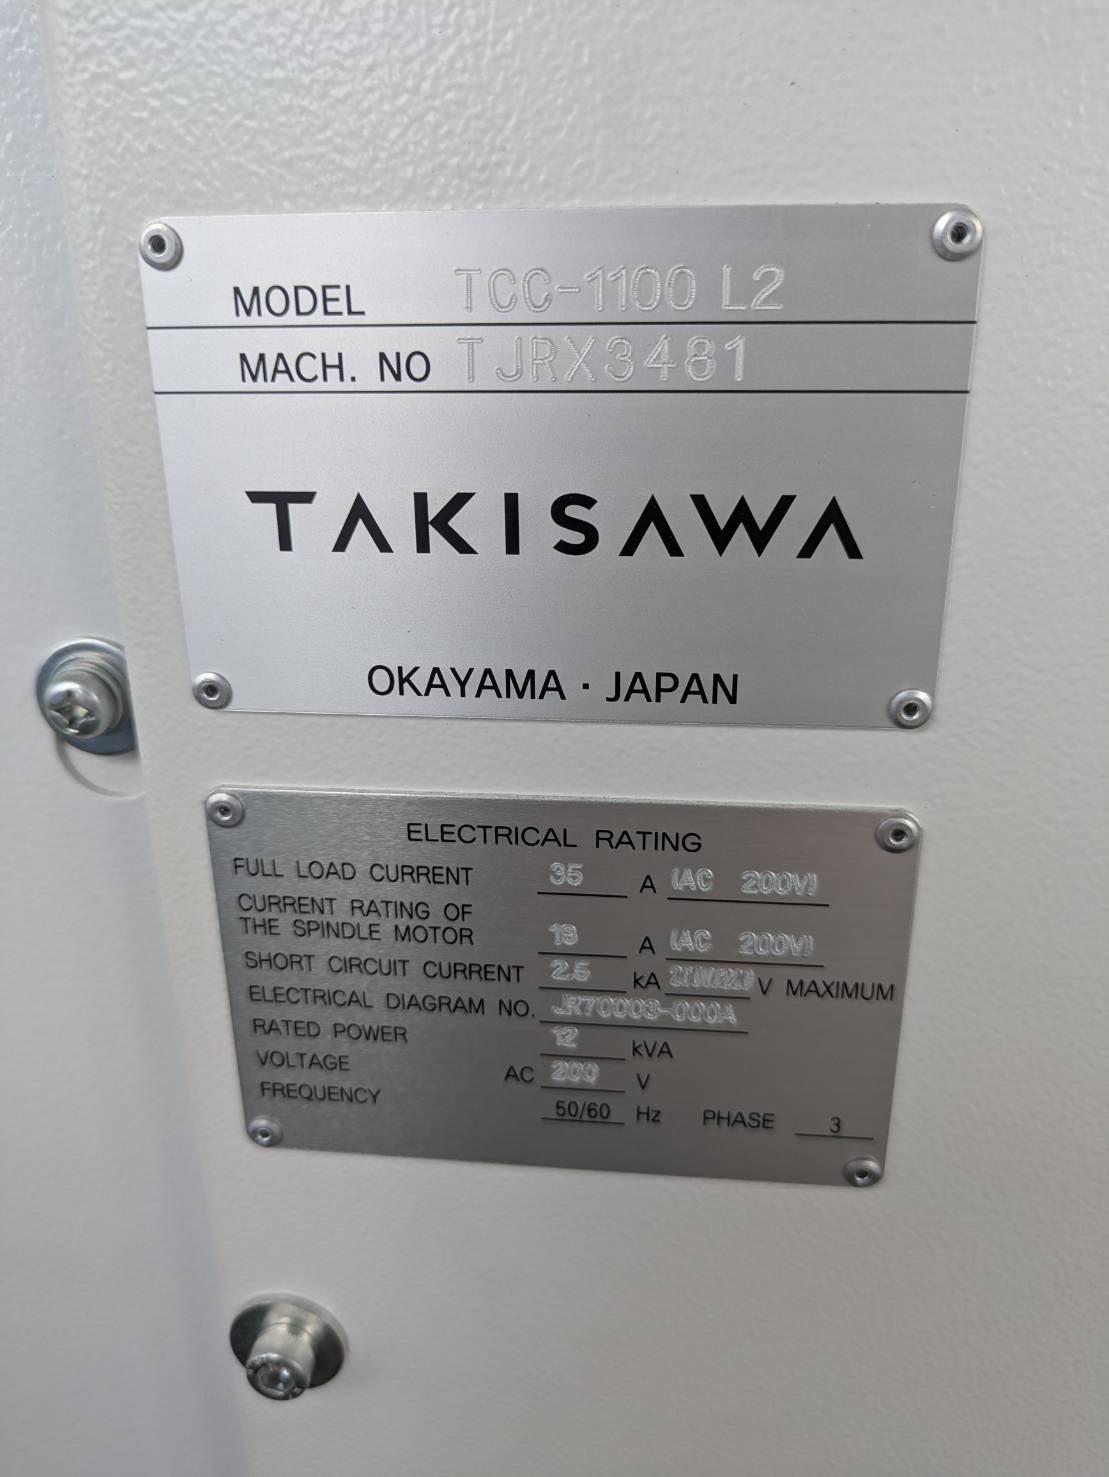 MODEL TCC-1100 L2
MACH. NO TJRX3481
TAKISAWA
OKAYAMA · JAPAN
ELECTRICAL RATING
FULL LOAD CURRENT 35 A (AC 200V)
CURRENT RATING OF
THE SPINDLE MOTOR 19 A (AC 200V)
SHORT CIRCUIT CURRENT 2.5 kA V MAXIMUM
ELECTRICAL DIAGRAM NO. JR70003-000A
RATED POWER 12 kVA
VOLTAGE AC 200 V
FREQUENCY 50/60 Hz PHASE 3